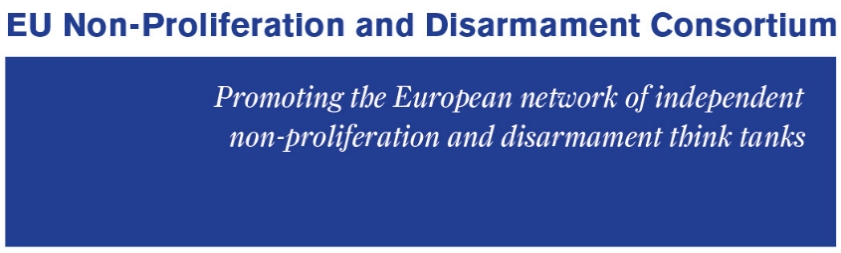 EU Non-Proliferation and Disarmament Consortium
Promoting the European network of independent
non-proliferation and disarmament think tanks